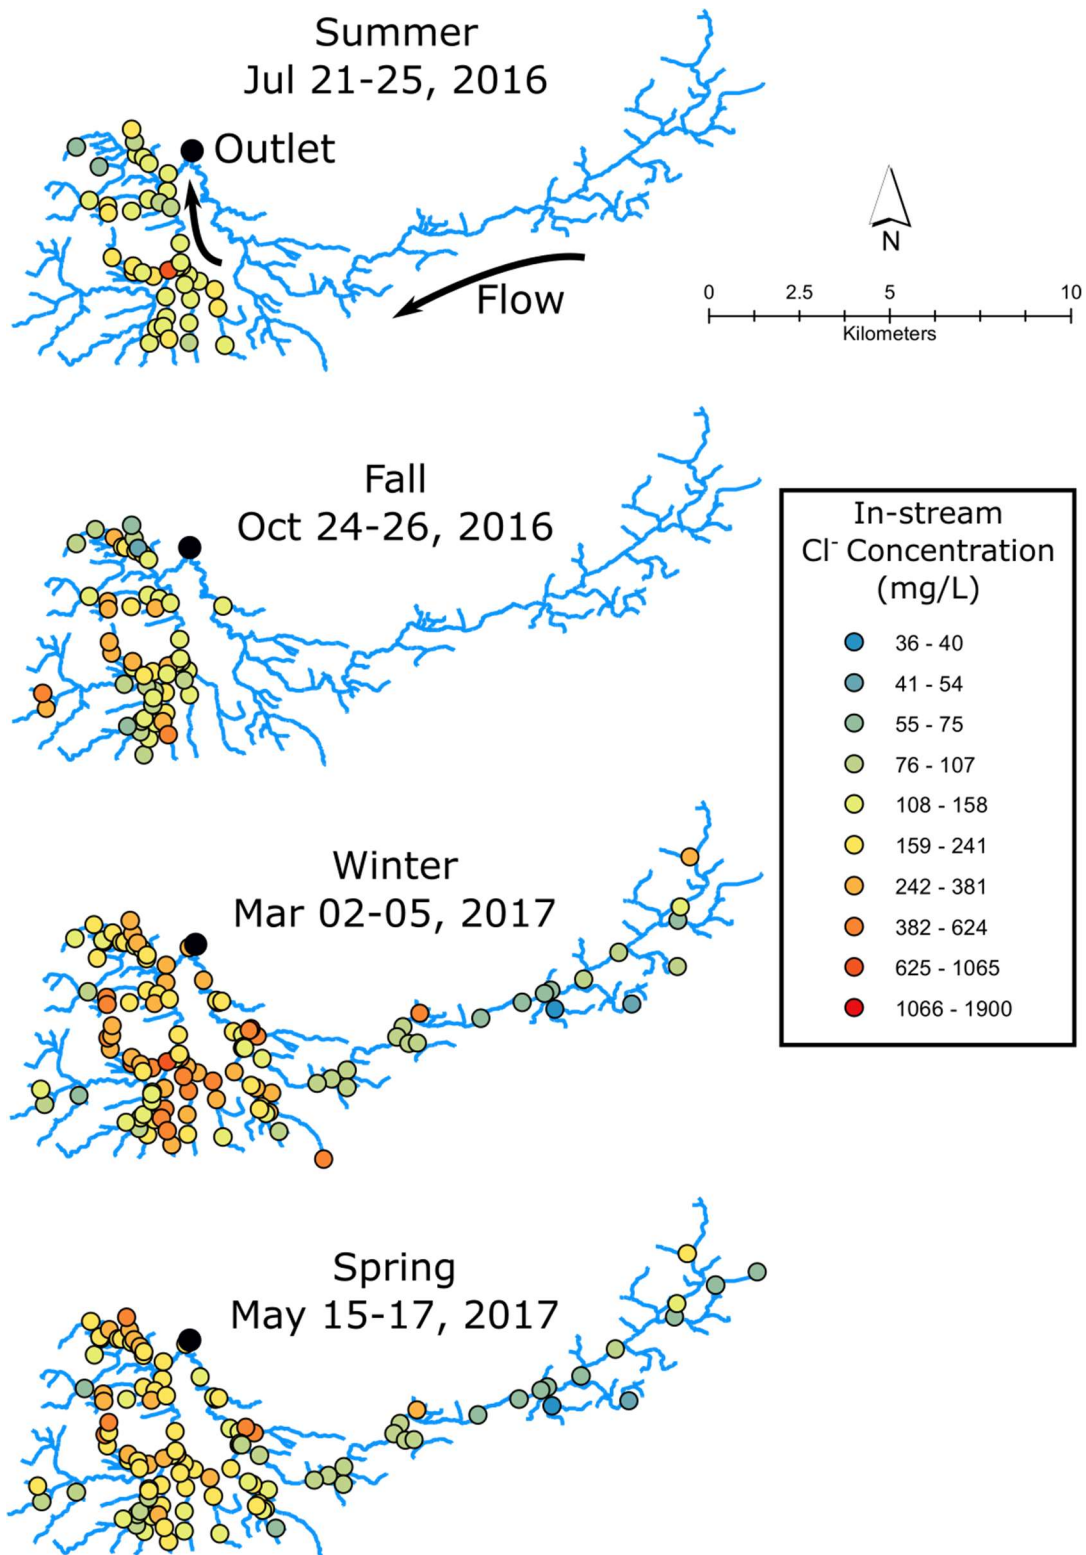 Summer
Jul 21-25, 2016
Outlet
Flow
N
0 2.5 5 10
Kilometers
Fall
Oct 24-26, 2016
In-stream
Cl⁻ Concentration
(mg/L)
36 - 40
41 - 54
55 - 75
76 - 107
108 - 158
159 - 241
242 - 381
382 - 624
625 - 1065
1066 - 1900
Winter
Mar 02-05, 2017
Spring
May 15-17, 2017